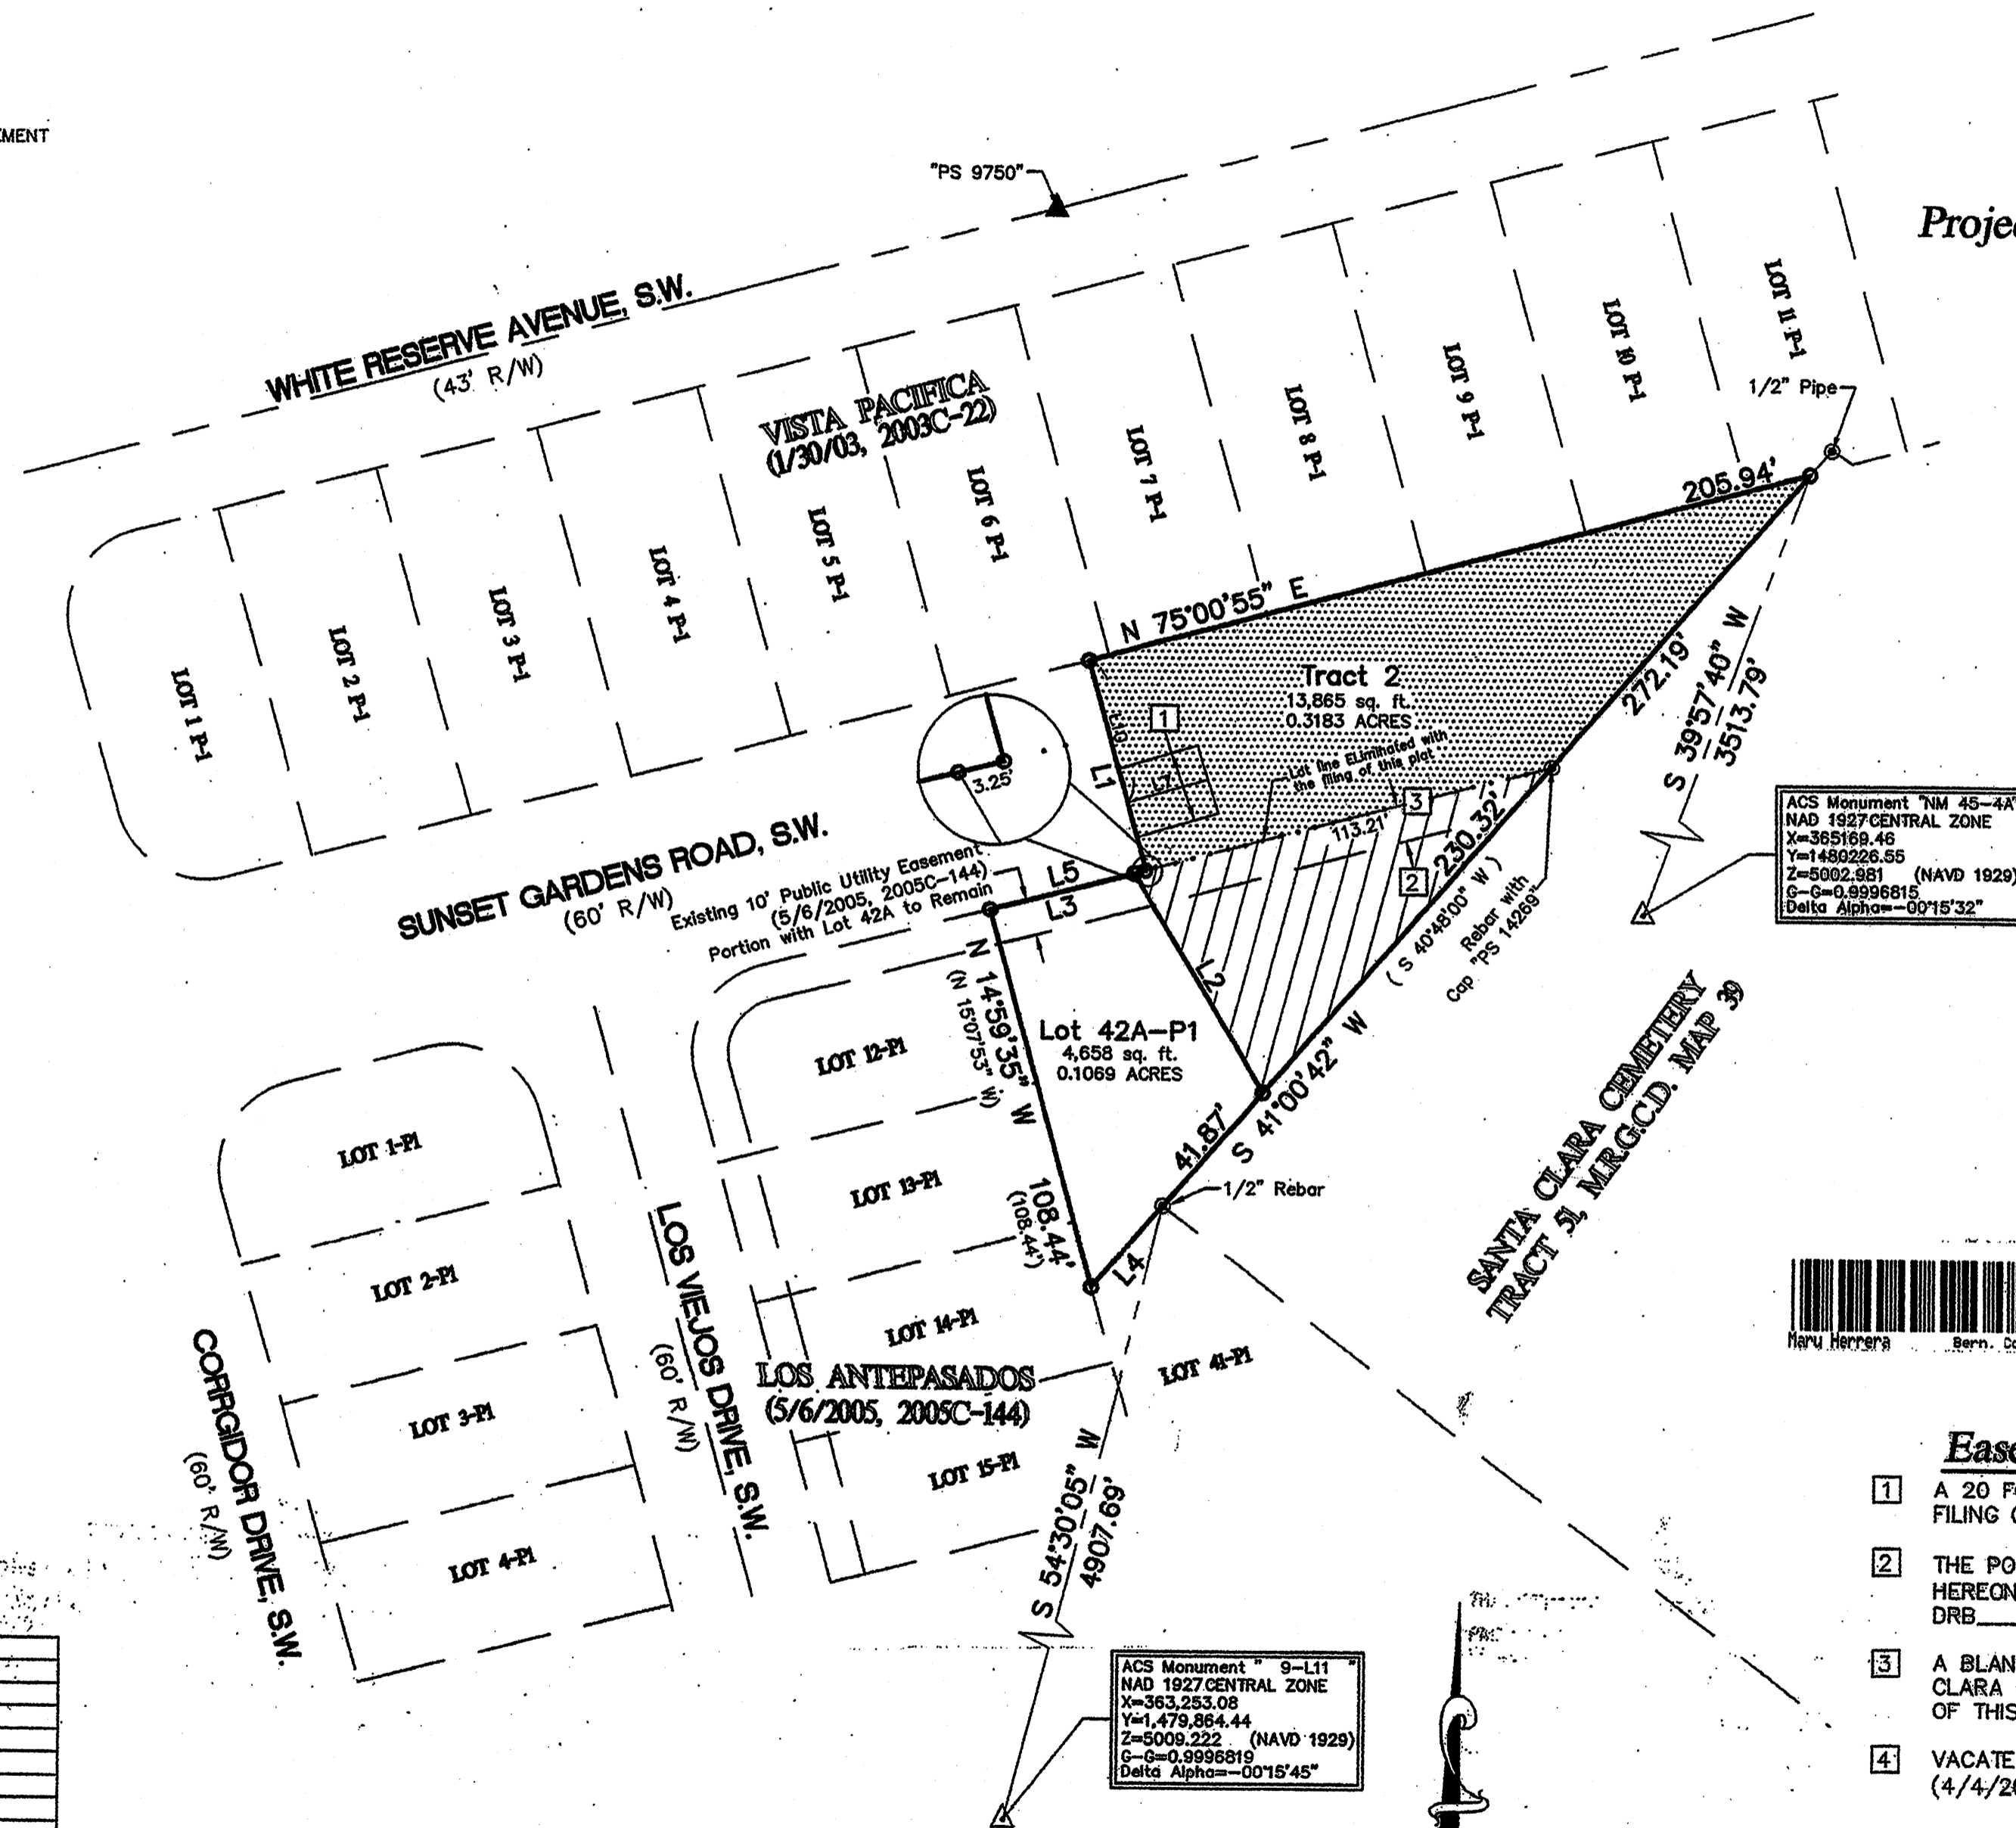 EMENT
"PS 9750"
Proje
WHITE RESERVE AVENUE, S.W.
(43' R/W)
VISTA PACIFICA
(1/30/03, 2003C-22)
LOT 1 P-1
LOT 2 P-1
LOT 3 P-1
LOT 4 P-1
LOT 5 P-1
LOT 6 P-1
LOT 7 P-1
LOT 8 P-1
LOT 9 P-1
LOT 10 P-1
LOT 11 P-1
1/2" Pipe
205.94'
N 75°00'55" E
Tract 2
13,865 sq. ft.
0.3183 ACRES
1
L10
L1
L7
Lot line ELiminated with
the filing of this plat
3
113.21'
2
230.32'
272.19'
S 39°57'40" W
3513.79'
3.25'
SUNSET GARDENS ROAD, S.W.
(60' R/W)
Existing 10' Public Utility Easement
(5/6/2005, 2005C-144)
Portion with Lot 42A to Remain
L5
L3
L2
(S 40°48'00" W)
Rebar with
Cap "PS 14269"
ACS Monument "NM 45-4A"
NAD 1927 CENTRAL ZONE
X=365169.46
Y=1480226.55
Z=5002.981 (NAVD 1929)
G-G=0.9996815
Delta Alpha=-00°15'32"
N 14°59'35" W
(N 15°07'53" W)
108.44'
(108.44')
Lot 42A-P1
4,658 sq. ft.
0.1069 ACRES
41.87'
S 41°00'42" W
1/2" Rebar
L4
SANTA CLARA CEMETERY
TRACT 51, M.R.G.C.D. MAP 39
LOT 12-P1
LOT 13-P1
LOT 14-P1
LOT 15-P1
LOT 41-P1
LOT 1-P1
LOT 2-P1
LOT 3-P1
LOT 4-P1
LOS VIEJOS DRIVE, S.W.
(60' R/W)
CORRGIDOR DRIVE, S.W.
(60' R/W)
LOS ANTEPASADOS
(5/6/2005, 2005C-144)
S 54°30'05" W
4907.69'
ACS Monument " 9-L11 "
NAD 1927 CENTRAL ZONE
X=363,253.08
Y=1,479,864.44
Z=5009.222 (NAVD 1929)
G-G=0.9996819
Delta Alpha=-00°15'45"
Mary Herrera Bern. Co
Ease
1 A 20 F
FILING (
2 THE PO
HEREON
DRB
3 A BLAN
CLARA
OF THIS
4 VACATE
(4/4/20